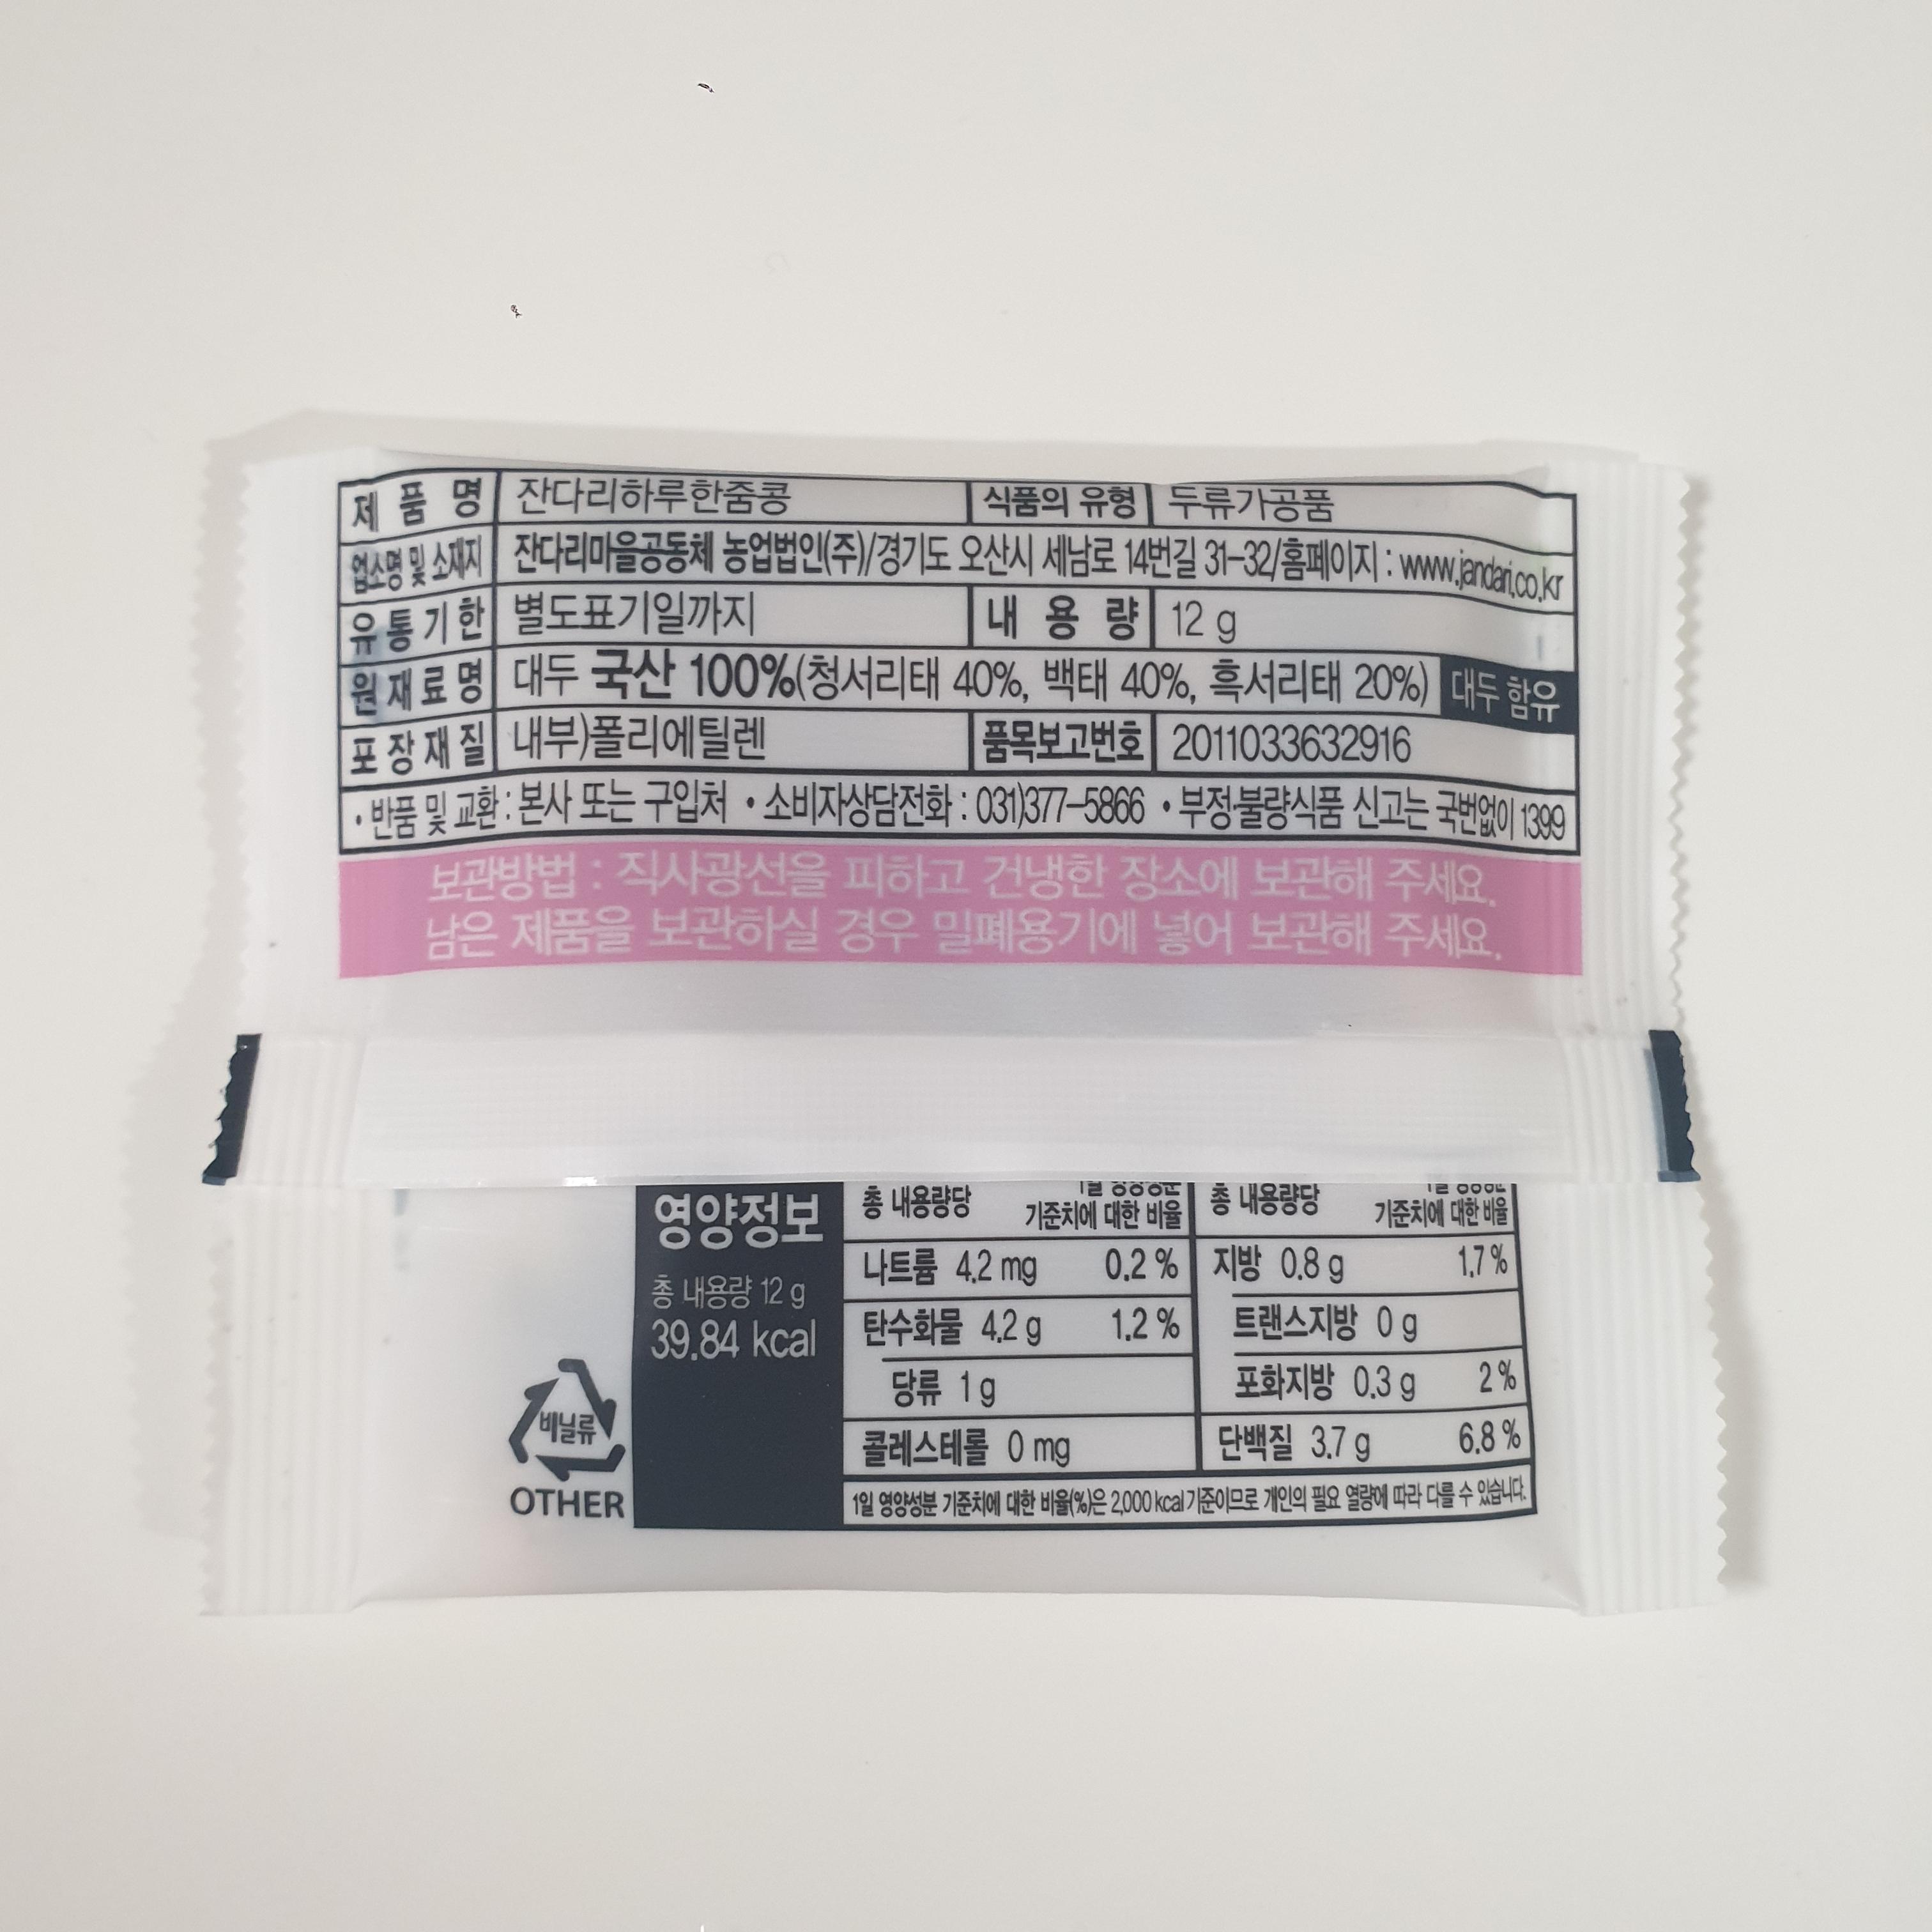 제 품 명 잔다리하루한줌콩 식품의 유형 두류가공품
업소명 및 소재지 잔다리마을공동체 농업법인(주)/경기도 오산시 세남로 14번길 31-32/홈페이지 : www.jandari.co.kr
유통기한 별도표기일까지 내 용 량 12 g
원재료명 대두 국산 100%(청서리태 40%, 백태 40%, 흑서리태 20%) 대두 함유
포장재질 내부)폴리에틸렌 품목보고번호 2011033632916
• 반품 및 교환 : 본사 또는 구입처 • 소비자상담전화 : 031)377-5866 • 부정·불량식품 신고는 국번없이 1399
보관방법 : 직사광선을 피하고 건냉한 장소에 보관해 주세요.
남은 제품을 보관하실 경우 밀폐용기에 넣어 보관해 주세요.
영양정보
총 내용량 12 g
39.84 kcal
총 내용량당 기준치에 대한 비율 총 내용량당 기준치에 대한 비율
나트륨 4.2 mg 0.2 % 지방 0.8 g 1.7 %
탄수화물 4.2 g 1.2 % 트랜스지방 0 g
당류 1 g 포화지방 0.3 g 2 %
콜레스테롤 0 mg 단백질 3.7 g 6.8 %
1일 영양성분 기준치에 대한 비율(%)은 2,000 kcal 기준이므로 개인의 필요 열량에 따라 다를 수 있습니다.
비닐류
OTHER